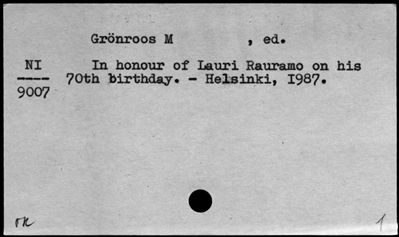 Grönroos M , ed.
NI In honour of Lauri Rauramo on his
9007 70th birthday. - Helsinki, 1987.